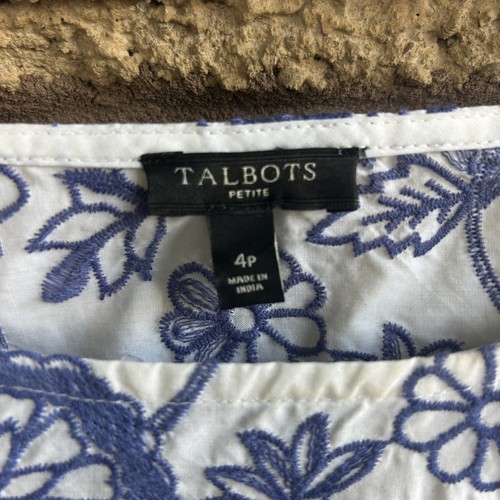 TALBOTS
PETITE
4P
MADE IN
INDIA